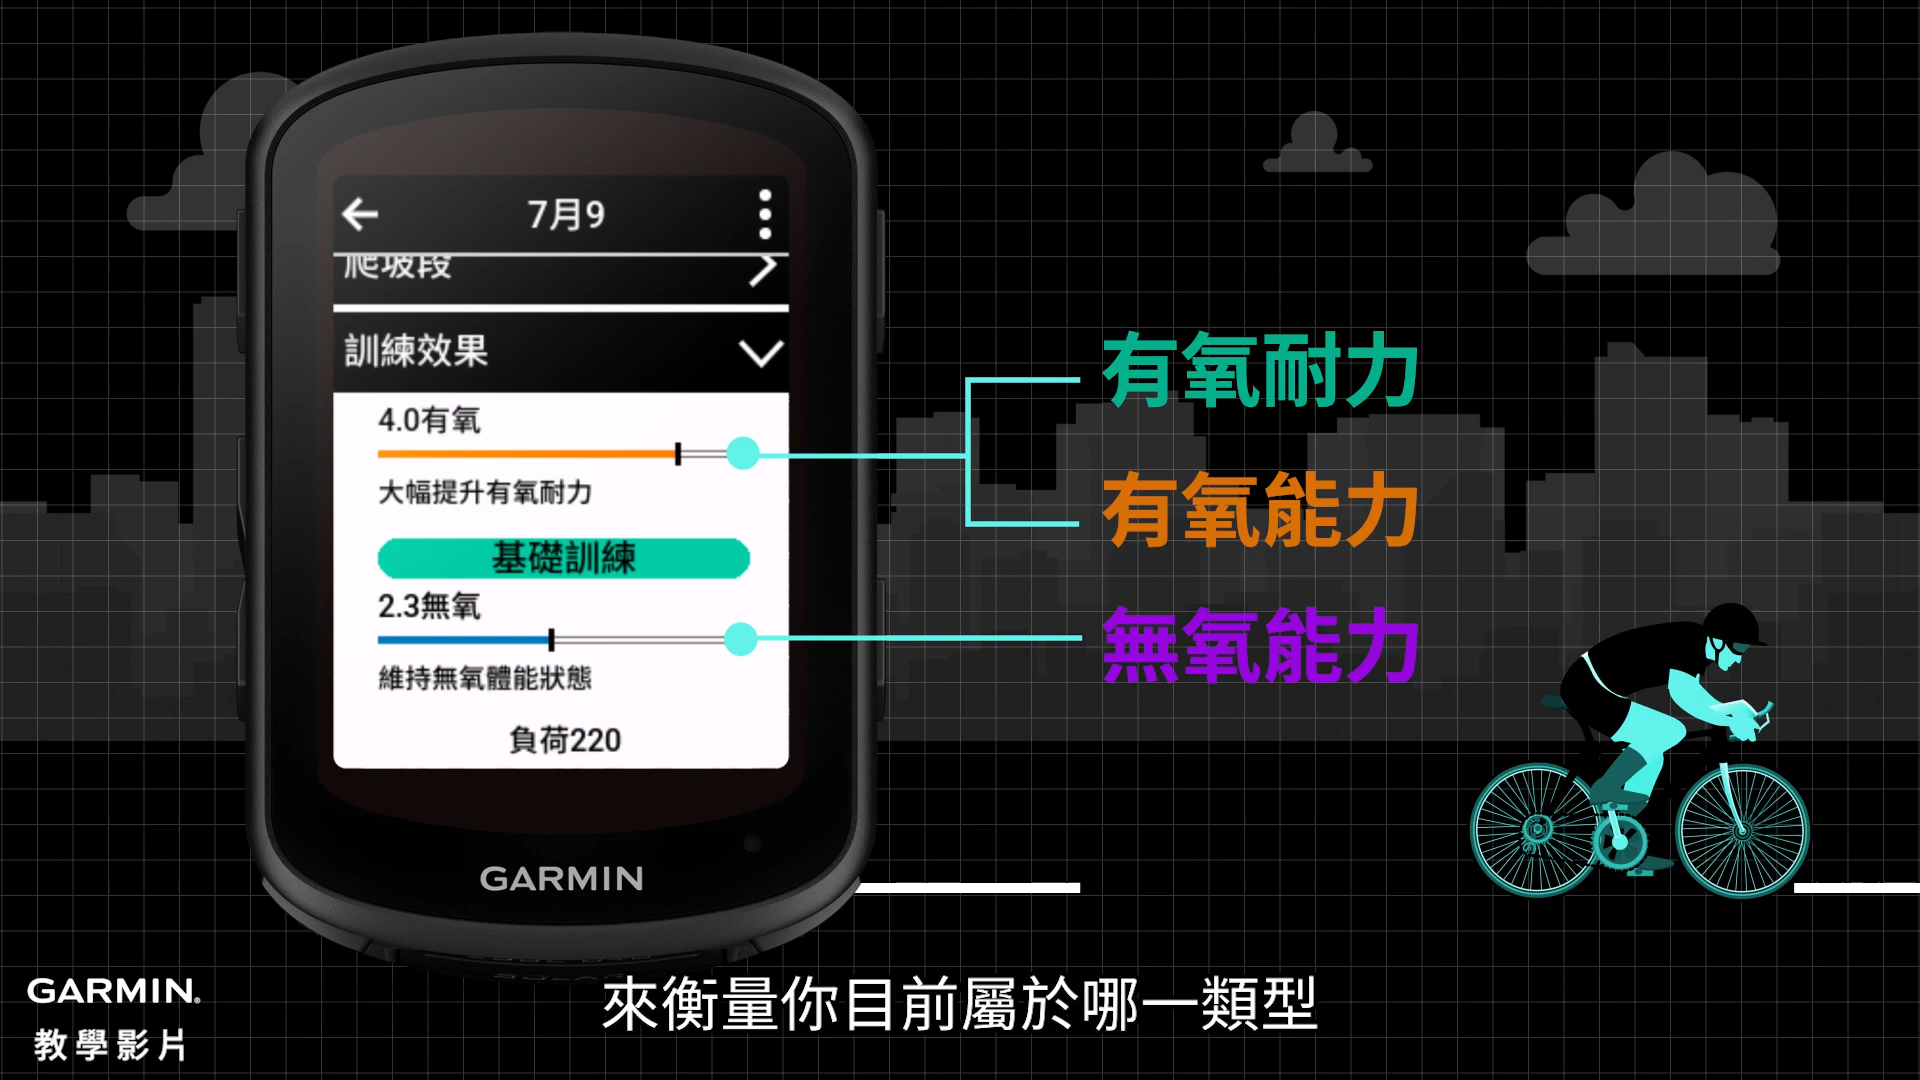 7月9
爬坡段
訓練效果
4.0有氧
大幅提升有氧耐力
基礎訓練
2.3無氧
維持無氧體能狀態
負荷220
GARMIN
有氧耐力
有氧能力
無氧能力
來衡量你目前屬於哪一類型
GARMIN®
教學影片